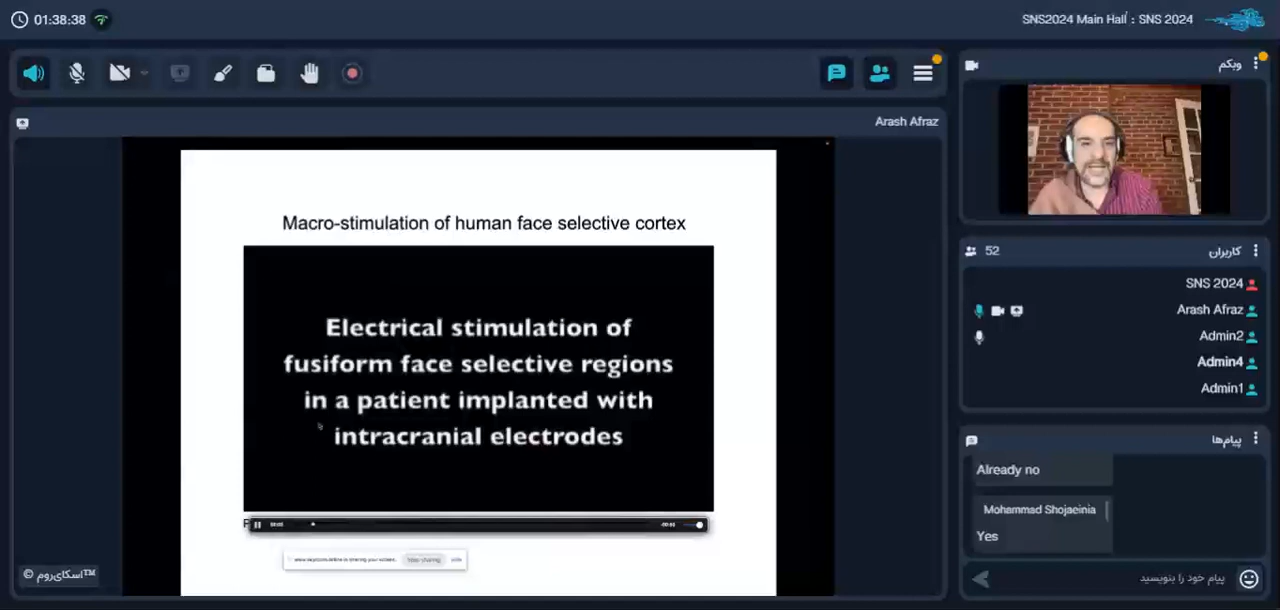 01:38:38
SNS2024 Main Hall : SNS 2024
Arash Afraz
Macro-stimulation of human face selective cortex
Electrical stimulation of
fusiform face selective regions
in a patient implanted with
intracranial electrodes
Stop sharing
اسکای‌روم™ ©
وبکم
52
کاربران
SNS 2024
Arash Afraz
Admin2
Admin4
Admin1
پیام‌ها
Already no
Mohammad Shojaeinia
Yes
پیام خود را بنویسید